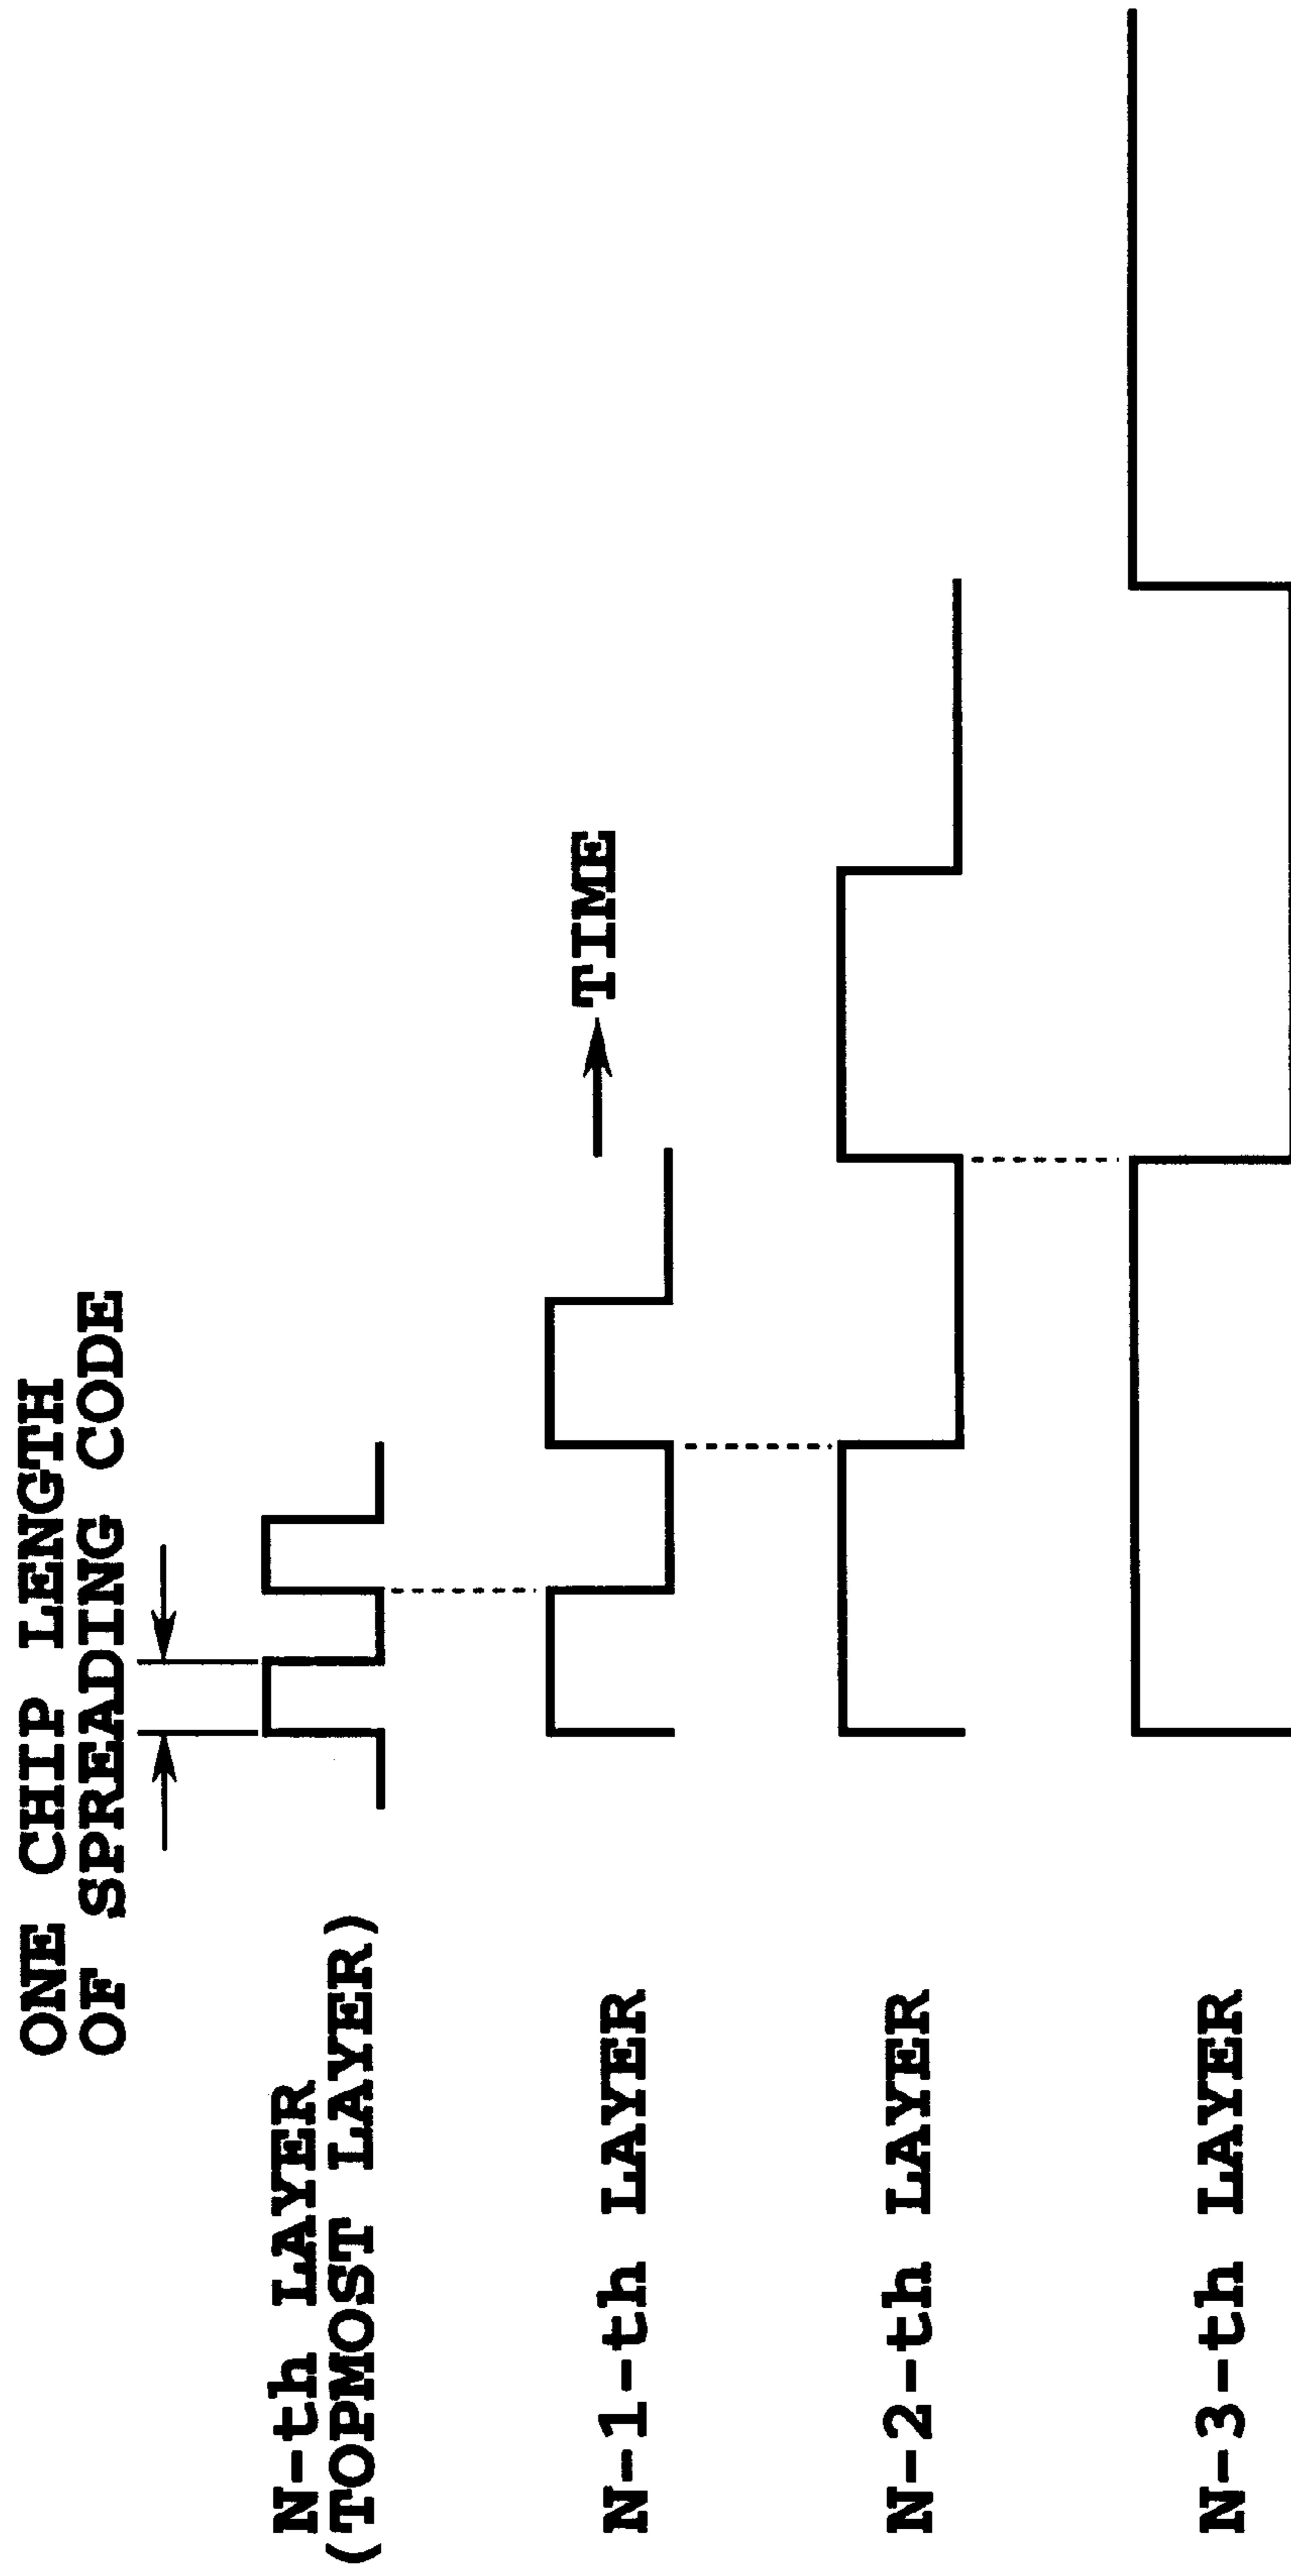 ONE CHIP LENGTH
OF SPREADING CODE
N-th LAYER
(TOPMOST LAYER)
TIME
N-1-th LAYER
N-2-th LAYER
N-3-th LAYER